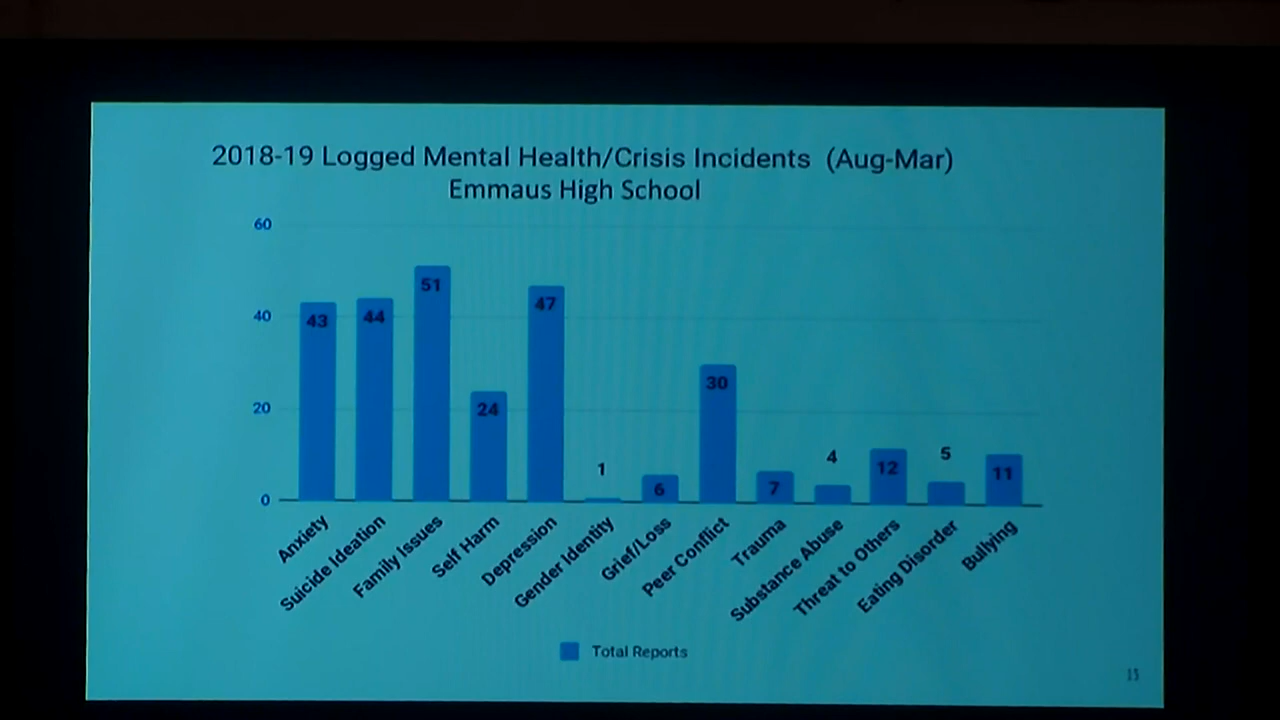 2018-19 Logged Mental Health/Crisis Incidents (Aug-Mar)
Emmaus High School
60
40
20
0
43
44
51
24
47
1
6
30
7
4
12
5
11
Anxiety
Suicide Ideation
Family Issues
Self Harm
Depression
Gender Identity
Grief/Loss
Peer Conflict
Trauma
Substance Abuse
Threat to Others
Eating Disorder
Bullying
Total Reports
15